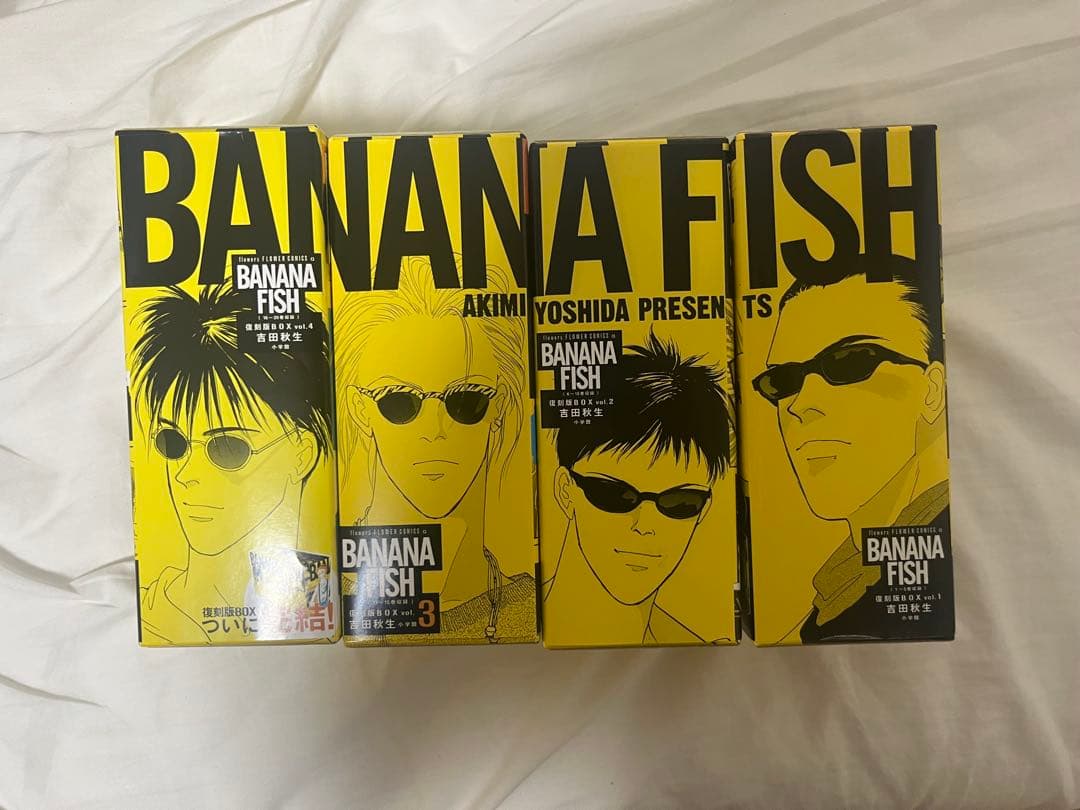 BANANA FISH
AKIMI YOSHIDA PRESENTS
flowers FLOWER COMICS
BANANA
FISH
復刻版BOX vol.4
吉田秋生
小学館
復刻版BOX
ついに完結!
flowers FLOWER COMICS
BANANA
FISH
復刻版BOX vol.3
吉田秋生 小学館
flowers FLOWER COMICS
BANANA
FISH
復刻版BOX vol.2
吉田秋生
小学館
flowers FLOWER COMICS
BANANA
FISH
復刻版BOX vol.1
吉田秋生
小学館